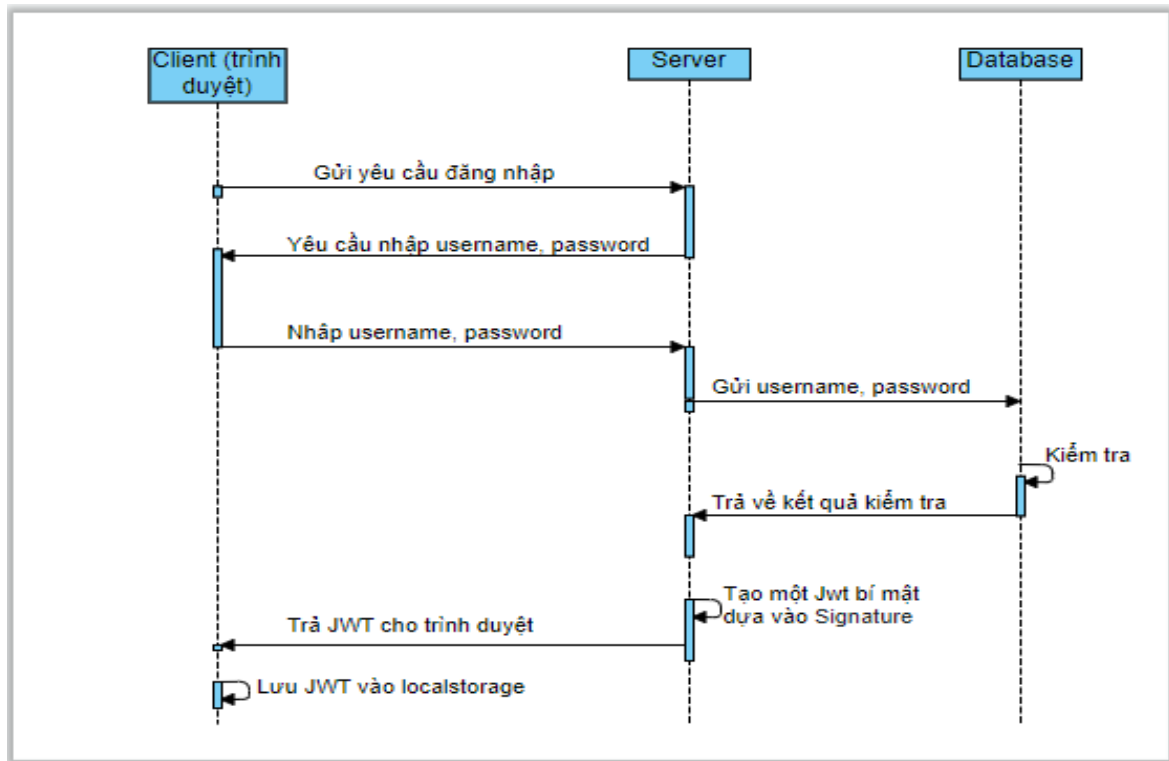 Client (trình
duyệt)
Server
Database
Gửi yêu cầu đăng nhập
Yêu cầu nhập username, password
Nhập username, password
Gửi username, password
Kiểm tra
Trả về kết quả kiểm tra
Tạo một Jwt bí mật
dựa vào Signature
Trả JWT cho trình duyệt
Lưu JWT vào localstorage